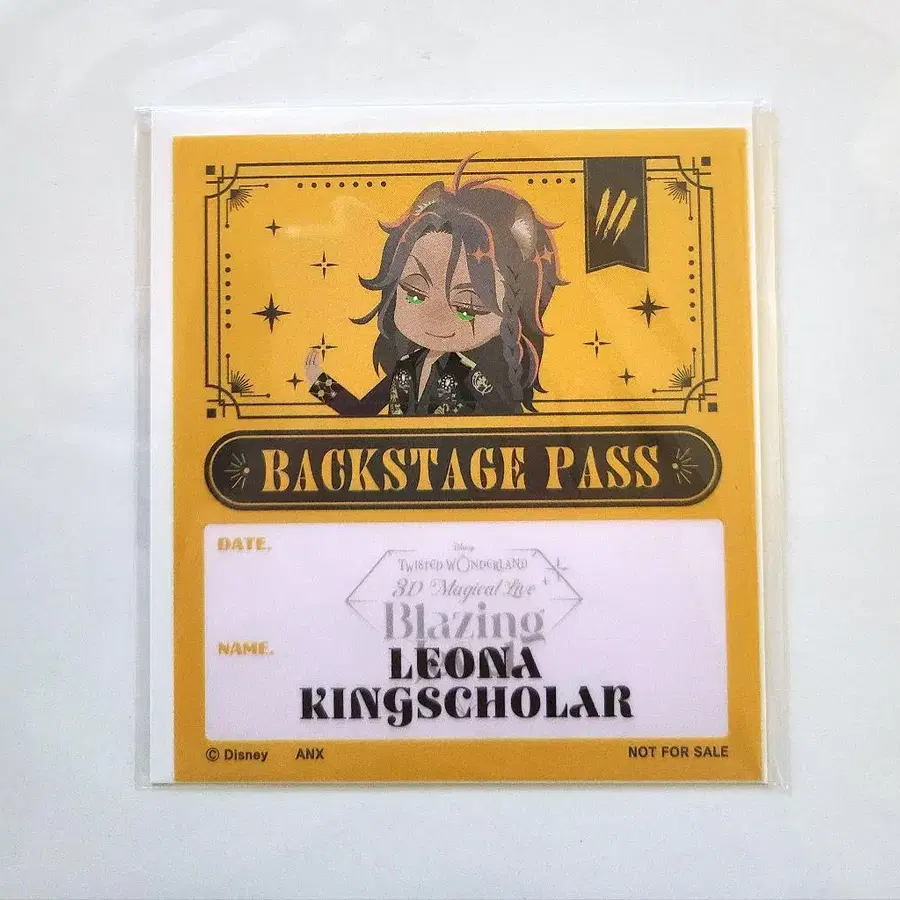 BACKSTAGE PASS
DATE.
Disney
TWISTED WONDERLAND
3D Magical Live
Blazing
NAME.
LEONA
KINGSCHOLAR
© Disney ANX
NOT FOR SALE